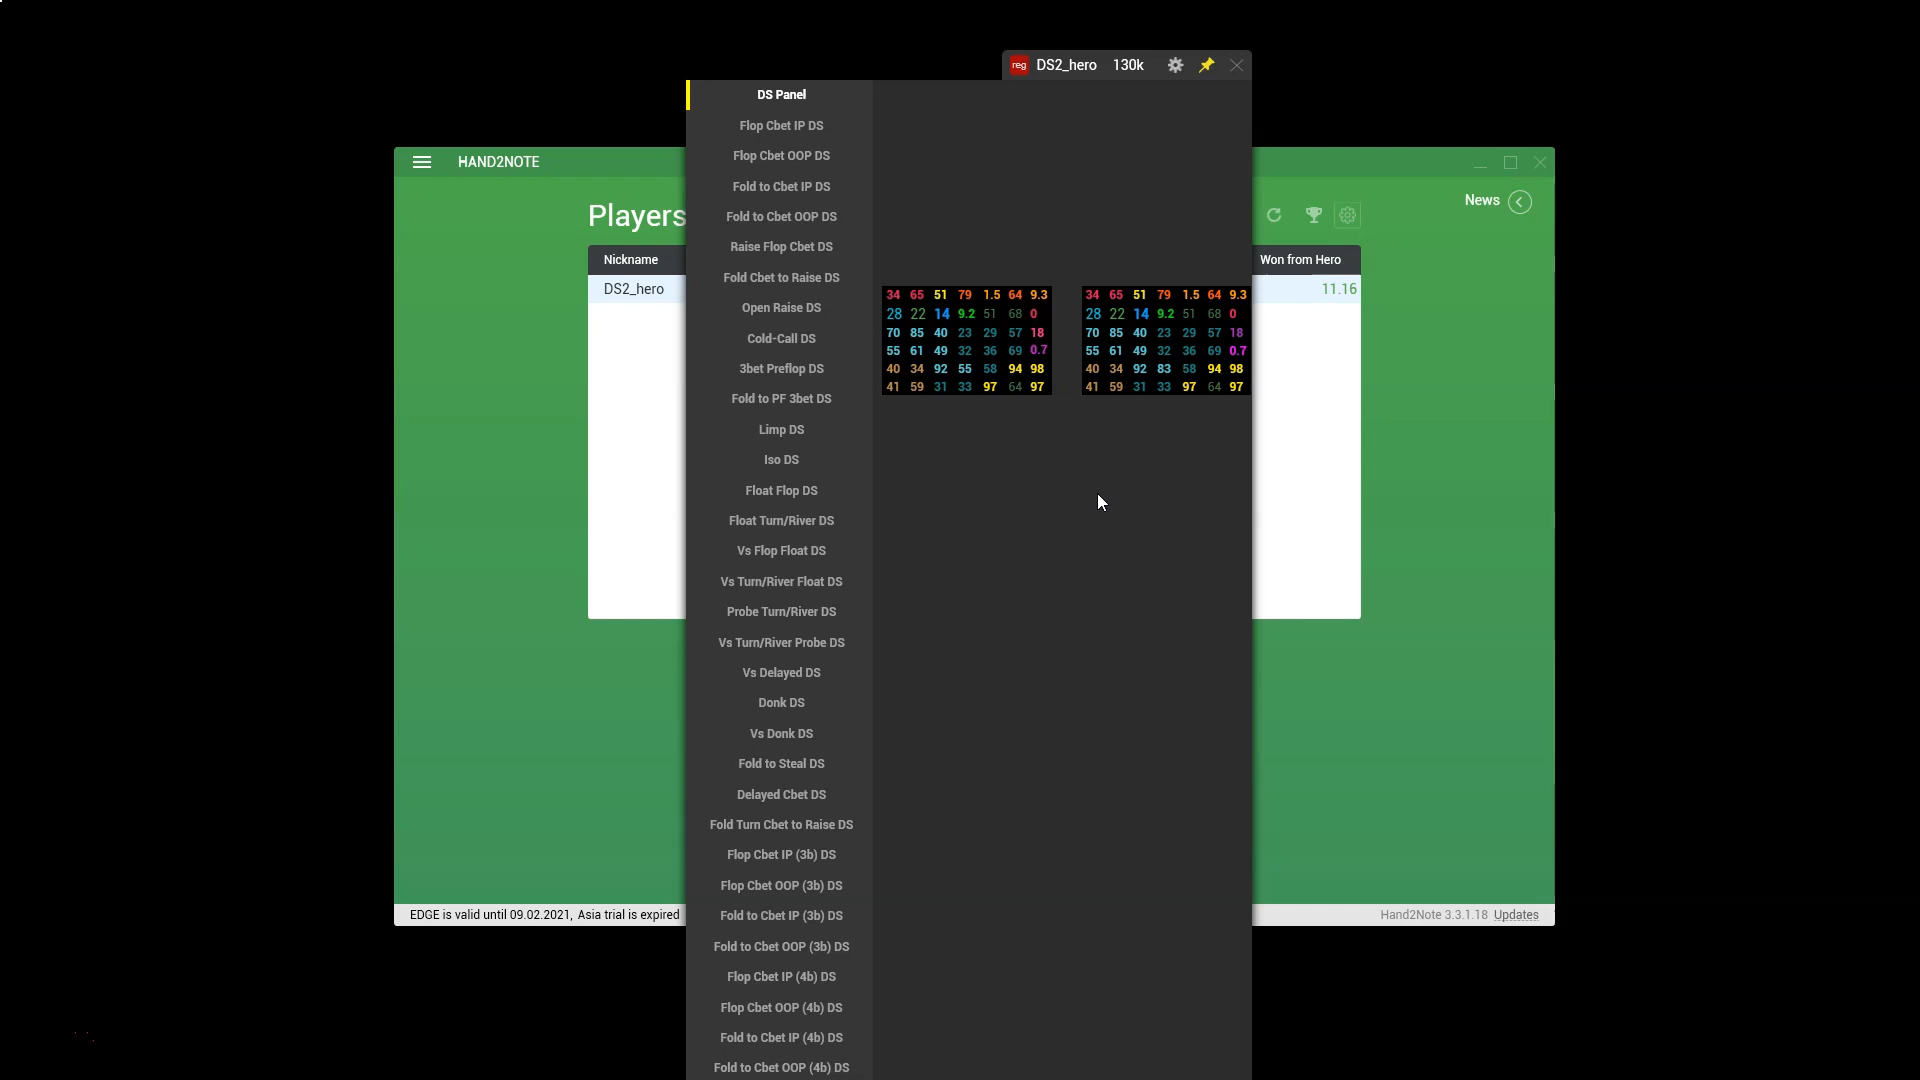 reg DS2_hero 130k
DS Panel
Flop Cbet IP DS
Flop Cbet OOP DS
Fold to Cbet IP DS
Fold to Cbet OOP DS
Raise Flop Cbet DS
Fold Cbet to Raise DS
Open Raise DS
Cold-Call DS
3bet Preflop DS
Fold to PF 3bet DS
Limp DS
Iso DS
Float Flop DS
Float Turn/River DS
Vs Flop Float DS
Vs Turn/River Float DS
Probe Turn/River DS
Vs Turn/River Probe DS
Vs Delayed DS
Donk DS
Vs Donk DS
Fold to Steal DS
Delayed Cbet DS
Fold Turn Cbet to Raise DS
Flop Cbet IP (3b) DS
Flop Cbet OOP (3b) DS
Fold to Cbet IP (3b) DS
Fold to Cbet OOP (3b) DS
Flop Cbet IP (4b) DS
Flop Cbet OOP (4b) DS
Fold to Cbet IP (4b) DS
Fold to Cbet OOP (4b) DS
34 65 51 79 1.5 64 9.3
28 22 14 9.2 51 68 0
70 85 40 23 29 57 18
55 61 49 32 36 69 0.7
40 34 92 55 58 94 98
41 59 31 33 97 64 97
34 65 51 79 1.5 64 9.3
28 22 14 9.2 51 68 0
70 85 40 23 29 57 18
55 61 49 32 36 69 0.7
40 34 92 83 58 94 98
41 59 31 33 97 64 97
HAND2NOTE
News
Players
Nickname
Won from Hero
DS2_hero
11.16
EDGE is valid until 09.02.2021, Asia trial is expired
Hand2Note 3.3.1.18 Updates